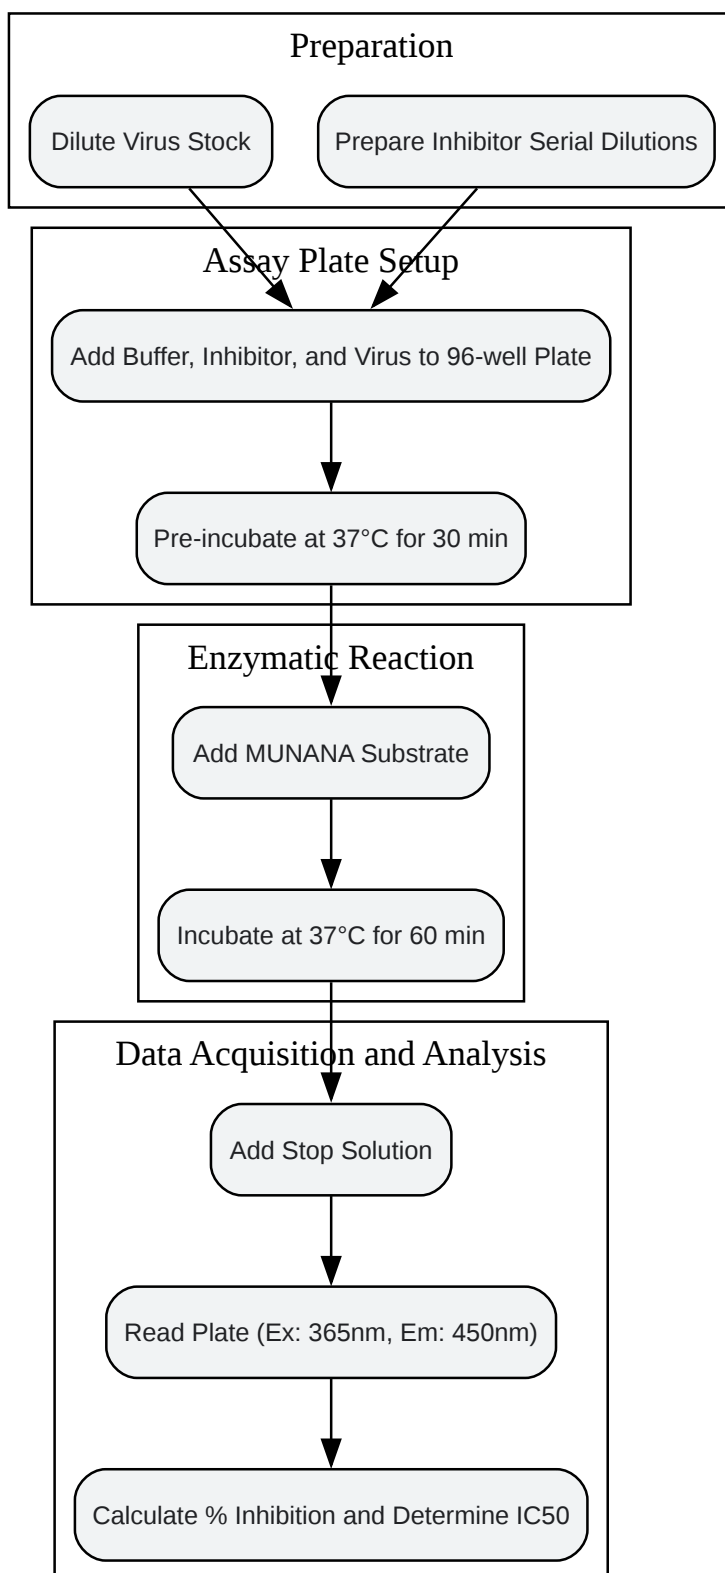 Preparation
Dilute Virus Stock
Prepare Inhibitor Serial Dilutions
Assay Plate Setup
Add Buffer, Inhibitor, and Virus to 96-well Plate
Pre-incubate at 37°C for 30 min
Enzymatic Reaction
Add MUNANA Substrate
Incubate at 37°C for 60 min
Data Acquisition and Analysis
Add Stop Solution
Read Plate (Ex: 365nm, Em: 450nm)
Calculate % Inhibition and Determine IC50